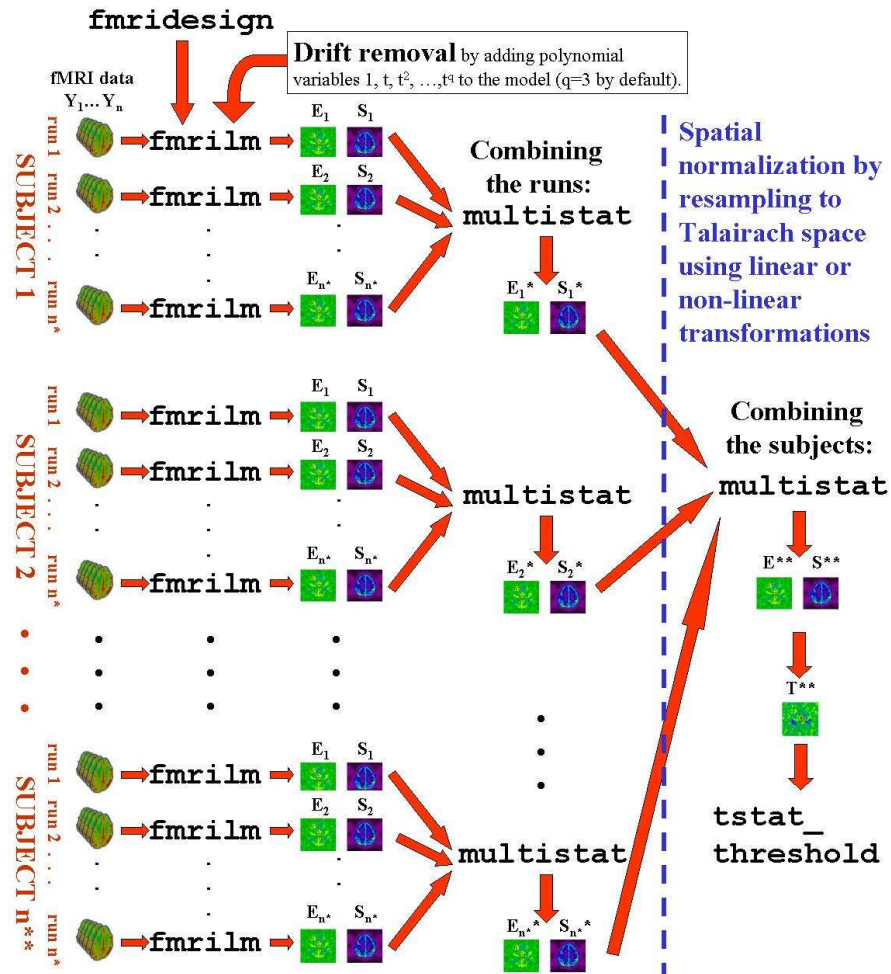 fmridesign
Drift removal by adding polynomial
variables 1, t, t², …,t^q to the model (q=3 by default).
fMRI data
Y₁… Yₙ
SUBJECT 1
run 1
fmrilm
E₁ S₁
run 2 . . .
fmrilm
E₂ S₂
run n*
fmrilm
Eₙ* Sₙ*
Combining
the runs:
multistat
E₁* S₁*
Spatial
normalization by
resampling to
Talairach space
using linear or
non-linear
transformations
SUBJECT 2
run 1
fmrilm
E₁ S₁
run 2 . . .
fmrilm
E₂ S₂
run n*
fmrilm
Eₙ* Sₙ*
multistat
E₂* S₂*
Combining
the subjects:
multistat
E** S**
T**
tstat_
threshold
SUBJECT n**
run 1
fmrilm
E₁ S₁
run 2 . . .
fmrilm
E₂ S₂
run n*
fmrilm
Eₙ* Sₙ*
multistat
Eₙ** Sₙ**